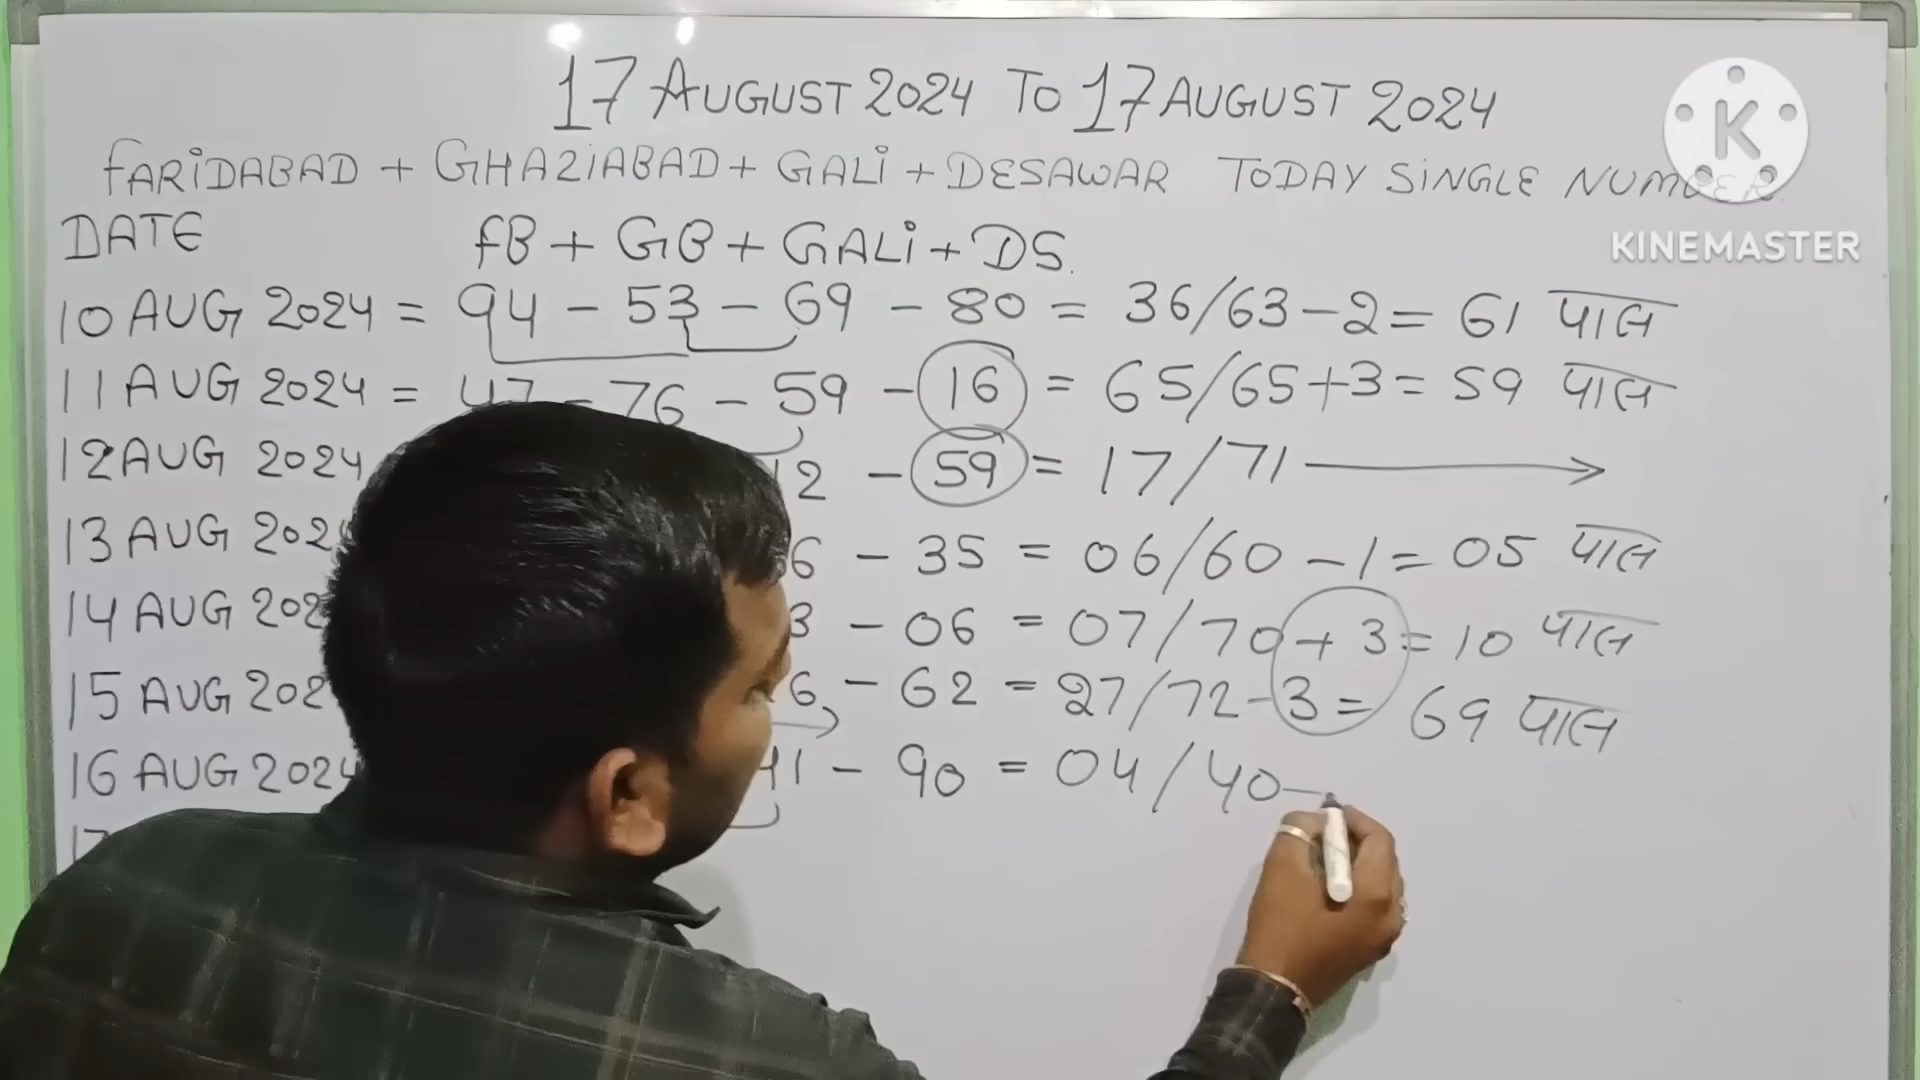 17 AUGUST 2024 TO 17 AUGUST 2024
FARIDABAD + GHAZIABAD + GALI + DESAWAR TODAY SINGLE NUMBER
K
KINEMASTER
DATE FB + GB + GALI + DS.
10 AUG 2024 = 94 - 53 - 69 - 80 = 36/63 - 2 = 61 पास
11 AUG 2024 = 47 - 76 - 59 - 16 = 65/65 + 3 = 59 पास
12 AUG 2024 12 - 59 = 17/71
13 AUG 202 6 - 35 = 06/60 - 1 = 05 पास
14 AUG 202 3 - 06 = 07/70 + 3 = 10 पास
15 AUG 202 6 - 62 = 27/72 - 3 = 69 पास
16 AUG 2024 41 - 90 = 04/40 -